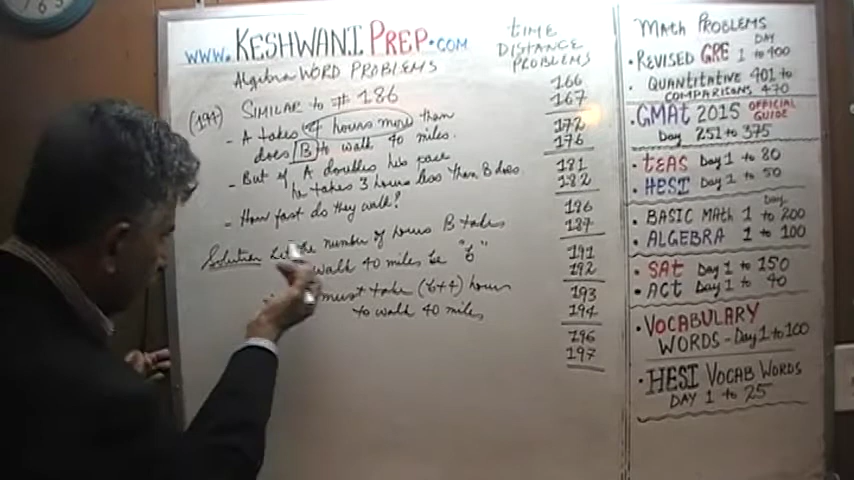 www.KESHWANIPREP.com
Algebra WORD PROBLEMS
(194) SIMILAR to # 186
- A takes 4 hours more than
does B to walk 40 miles.
- But if A doubles his pace
he takes 3 hours less than B does
- How fast do they walk?
Solution Let the number of hours B takes
walk 40 miles be "b"
must take (b+4) hours
to walk 40 miles
TIME
DISTANCE
PROBLEMS
166
167
172
176
181
182
186
187
191
192
193
194
196
197
MATH PROBLEMS
• REVISED GRE DAY 1 to 400
• QUANTITATIVE 401 to
COMPARISONS 470
• GMAT 2015 OFFICIAL GUIDE
Day 251 to 375
• TEAS Day 1 to 80
• HESI Day 1 to 50
Day
• BASIC MATH 1 to 200
• ALGEBRA 1 to 100
• SAT Day 1 to 150
• ACT Day 1 to 40
• VOCABULARY
WORDS - Day 1 to 100
• HESI VOCAB WORDS
DAY 1 to 25